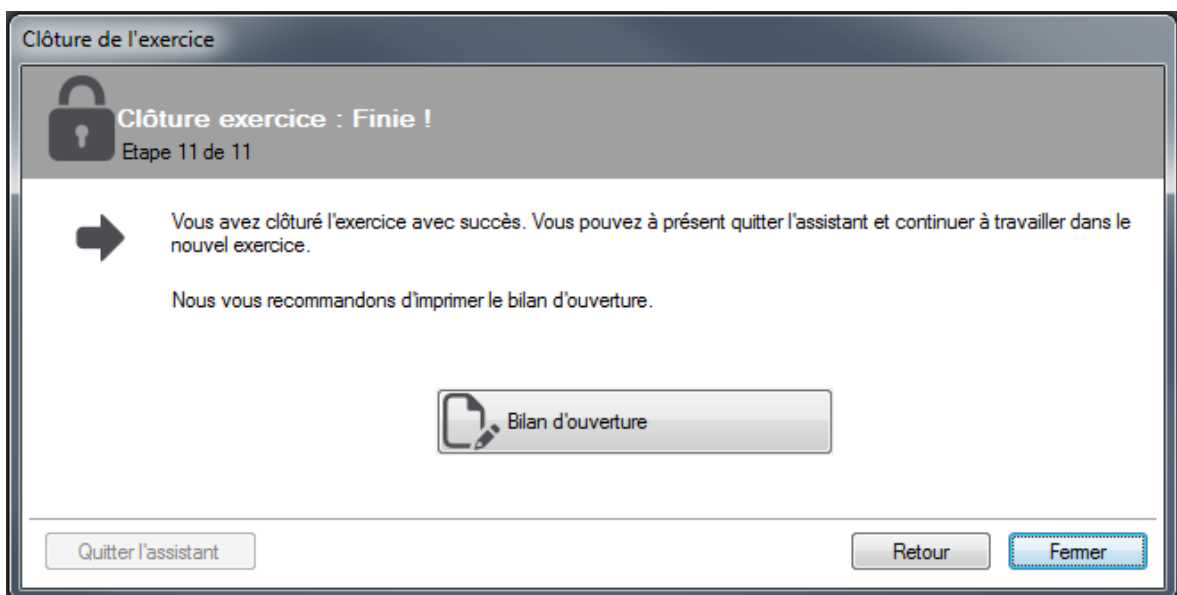 Clôture de l'exercice
Clôture exercice : Finie !
Etape 11 de 11
Vous avez clôturé l'exercice avec succès. Vous pouvez à présent quitter l'assistant et continuer à travailler dans le
nouvel exercice.
Nous vous recommandons d'imprimer le bilan d'ouverture.
Bilan d'ouverture
Quitter l'assistant
Retour
Fermer